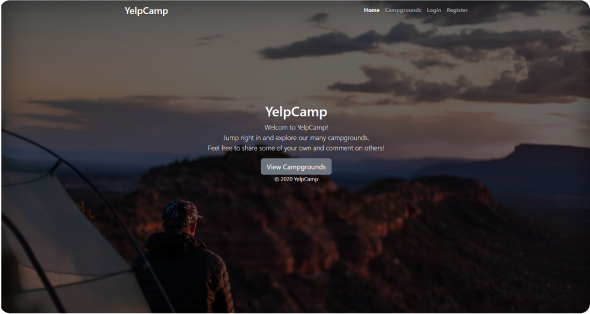 YelpCamp
Home Campgrounds Login Register
YelpCamp
Welcom to YelpCamp!
Jump right in and explore our many campgrounds.
Feel free to share some of your own and comment on others!
View Campgrounds
© 2020 YelpCamp